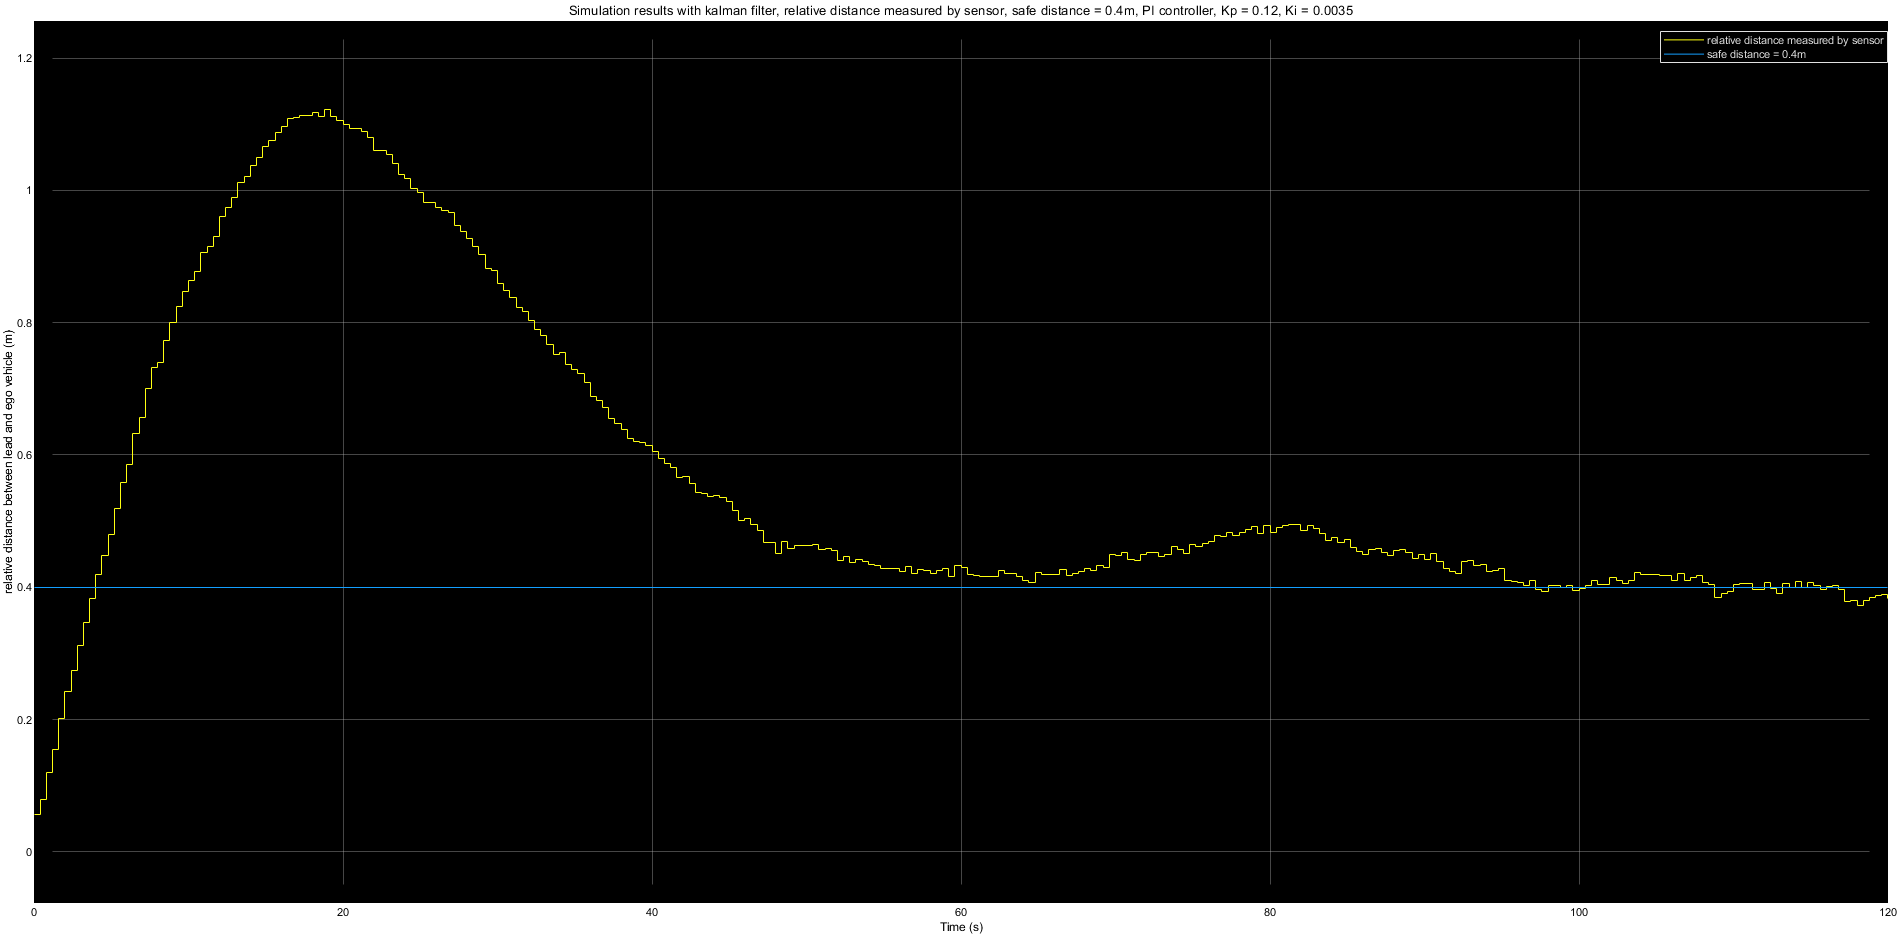 Simulation results with kalman filter, relative distance measured by sensor, safe distance = 0.4m, PI controller, Kp = 0.12, Ki = 0.0035
relative distance measured by sensor
safe distance = 0.4m
relative distance between lead and ego vehicle (m)
1.2
1
0.8
0.6
0.4
0.2
0
0
20
40
60
80
100
120
Time (s)